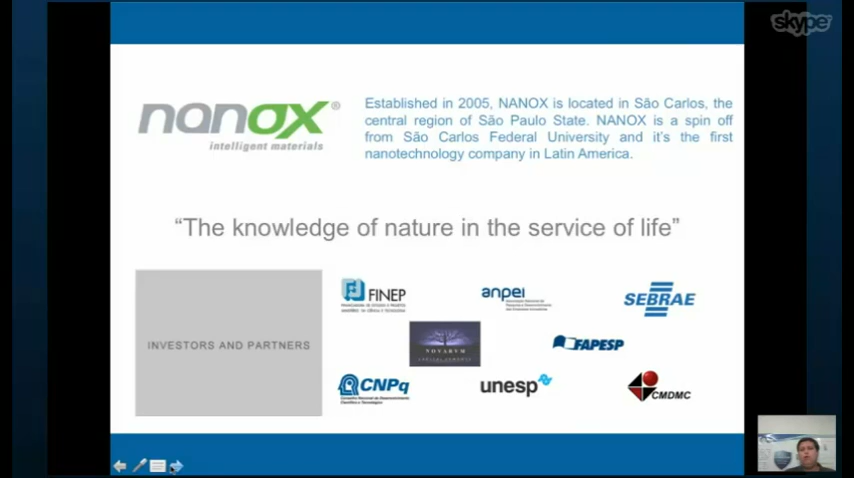 skype
nanox®
intelligent materials
Established in 2005, NANOX is located in São Carlos, the
central region of São Paulo State. NANOX is a spin off
from São Carlos Federal University and it's the first
nanotechnology company in Latin America.
“The knowledge of nature in the service of life”
INVESTORS AND PARTNERS
FINEP
anpei
SEBRAE
NOVARUM
FAPESP
CNPq
unesp
CMDMC